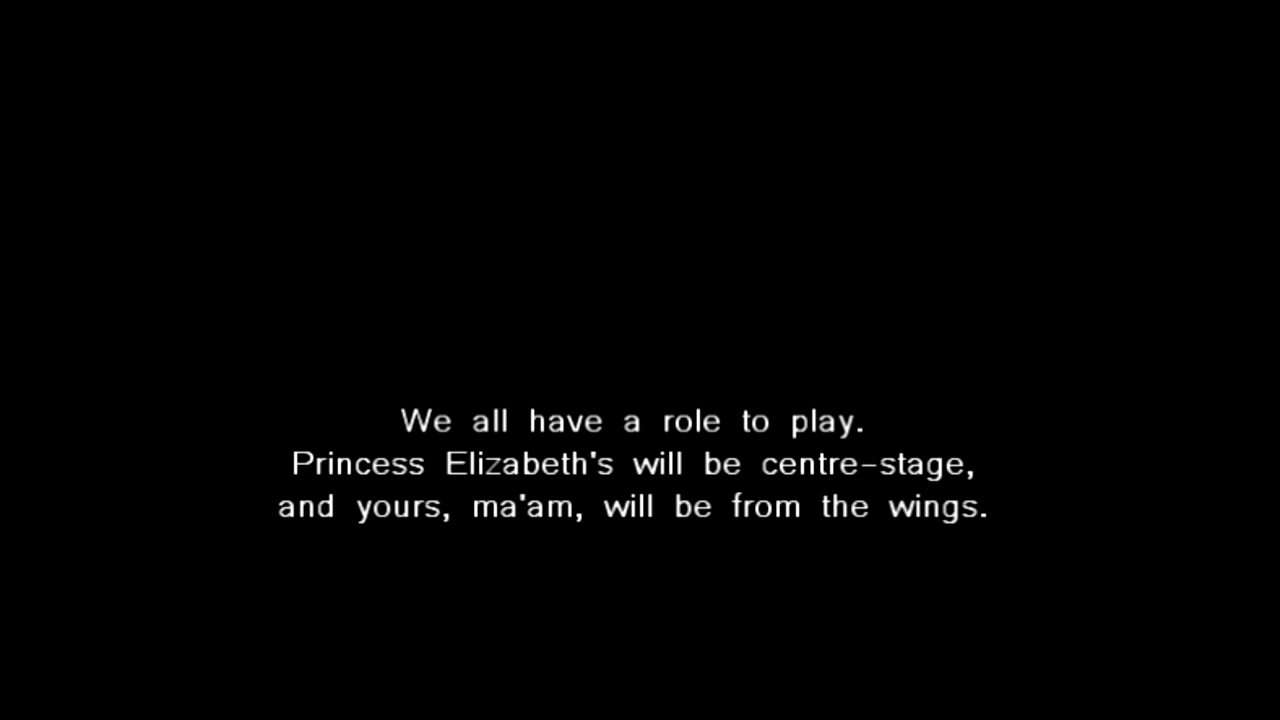 We all have a role to play.
Princess Elizabeth's will be centre-stage,
and yours, ma'am, will be from the wings.